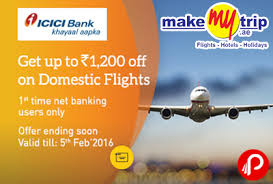 ICICI Bank
khayaal aapka
make my trip
.ae
Flights - Hotels - Holidays
Get up to ₹1,200 off
on Domestic Flights
1st time net banking
users only
Offer ending soon
Valid till: 5th Feb'2016